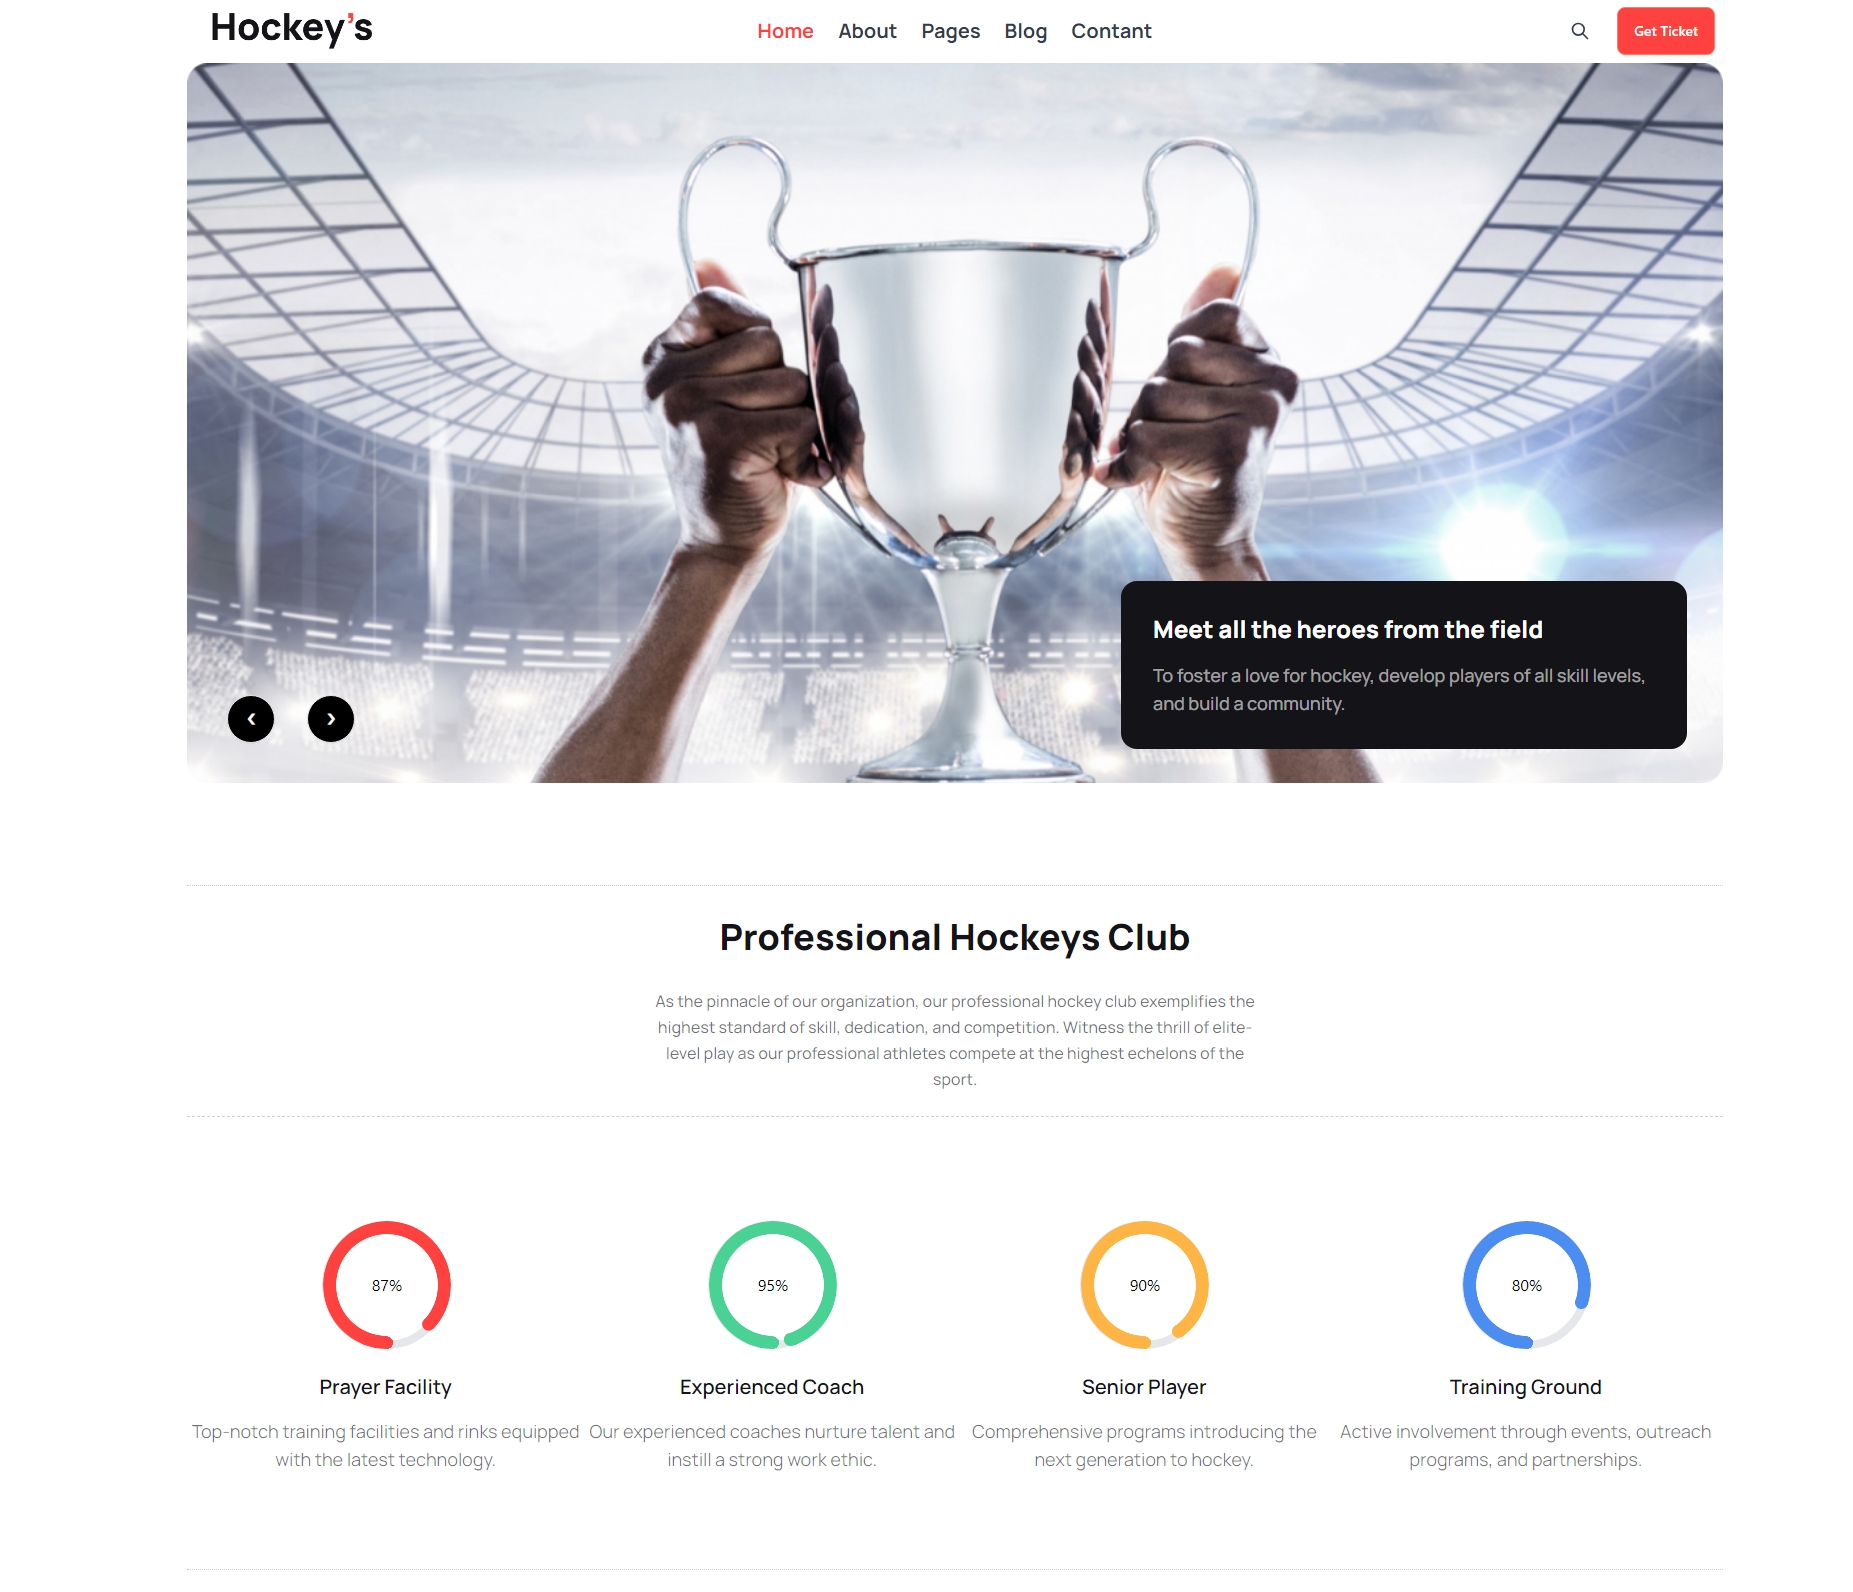 Hockey's
Home About Pages Blog Contant
Get Ticket
Meet all the heroes from the field
To foster a love for hockey, develop players of all skill levels,
and build a community.
Professional Hockeys Club
As the pinnacle of our organization, our professional hockey club exemplifies the
highest standard of skill, dedication, and competition. Witness the thrill of elite-
level play as our professional athletes compete at the highest echelons of the
sport.
87%
Prayer Facility
Top-notch training facilities and rinks equipped
with the latest technology.
95%
Experienced Coach
Our experienced coaches nurture talent and
instill a strong work ethic.
90%
Senior Player
Comprehensive programs introducing the
next generation to hockey.
80%
Training Ground
Active involvement through events, outreach
programs, and partnerships.